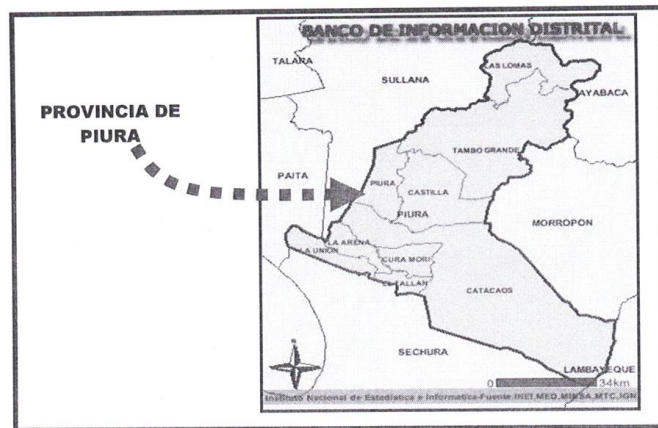 BANCO DE INFORMACION DISTRITAL
TALARA
LAS LOMAS
SULLANA
AYABACA
PROVINCIA DE
PIURA
TAMBO GRANDE
PAITA
PIURA
CASTILLA
PIURA
MORROPON
LA ARENA
LA UNION
CURA MORI
EL TALLAN
CATACAOS
SECHURA
LAMBAYEQUE
0 34km
Instituto Nacional de Estadística e Informatica-Fuente:INEI,MED,MINSA,MTC,IGN